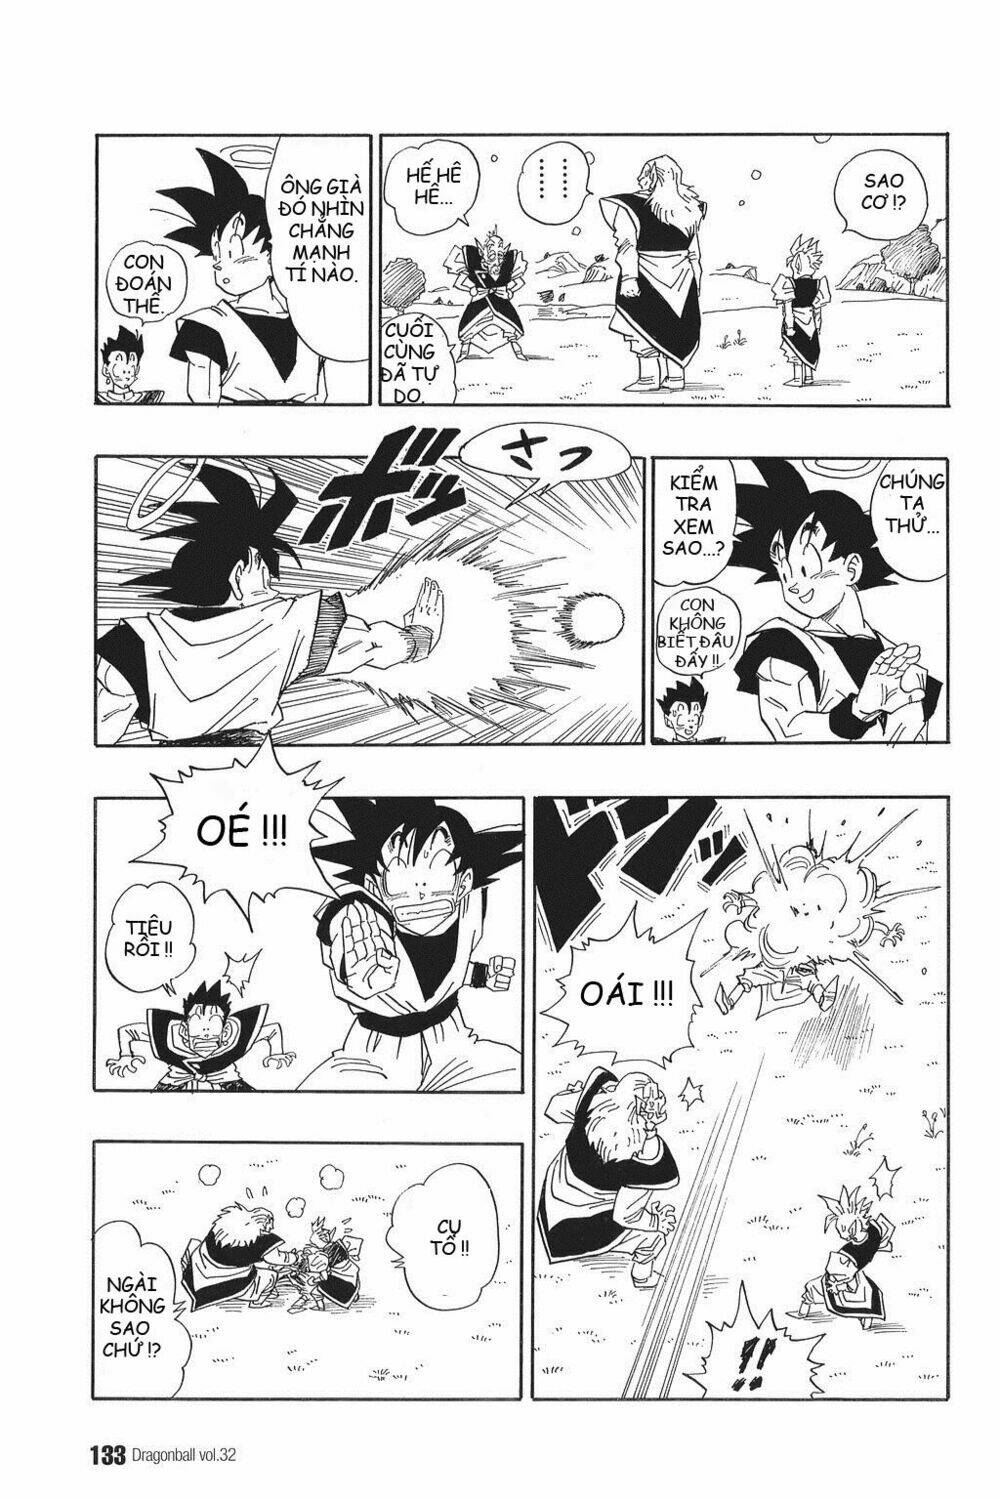 SAO
CƠ !?
HẾ HÊ
HÊ...
CUỐI
CÙNG
ĐÃ TỰ
DO.
ÔNG GIÀ
ĐÓ NHÌN
CHẲNG
MẠNH
TÍ NÀO.
CON
ĐOÁN
THẾ.
CHÚNG
TA
THỬ...
KIỂM
TRA
XEM
SAO...?
CON
KHÔNG
BIẾT ĐÂU
ĐẤY !!
さっ
ボッ
OÁI !!!
!!
OÉ !!!
TIÊU
RỒI !!
CỤ
TỔ !!
NGÀI
KHÔNG
SAO
CHỨ !?
133 Dragonball vol.32